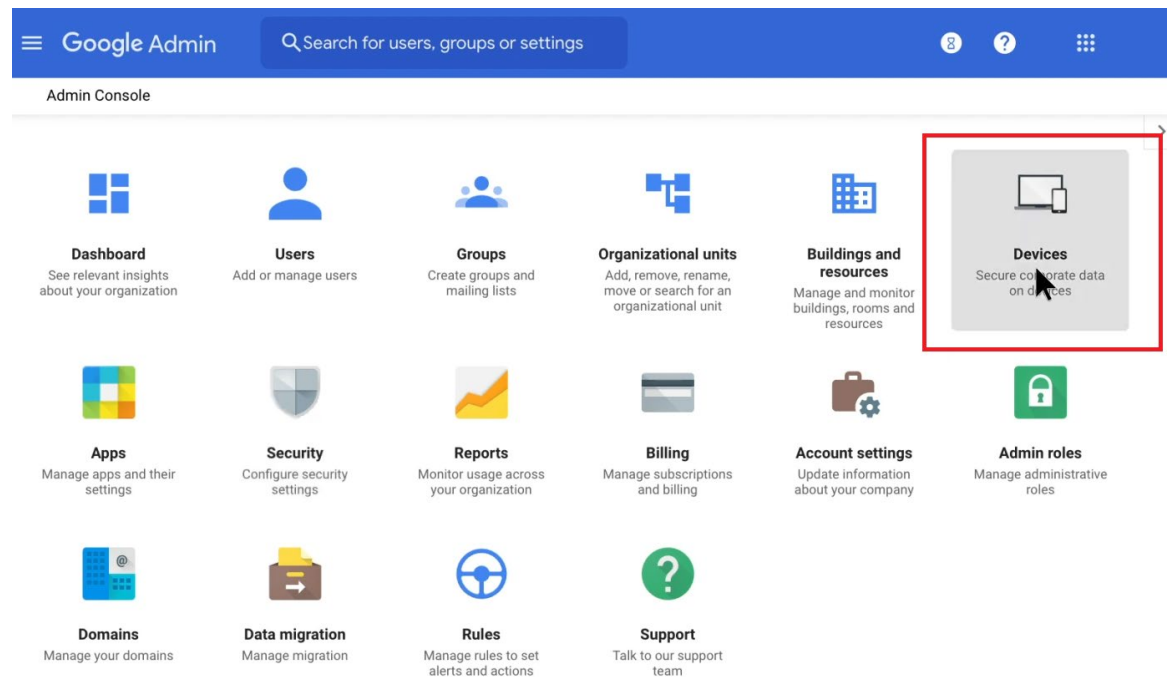 Google Admin
Search for users, groups or settings
Admin Console
Dashboard
See relevant insights
about your organization
Users
Add or manage users
Groups
Create groups and
mailing lists
Organizational units
Add, remove, rename,
move or search for an
organizational unit
Buildings and
resources
Manage and monitor
buildings, rooms and
resources
Devices
Secure corporate data
on devices
Apps
Manage apps and their
settings
Security
Configure security
settings
Reports
Monitor usage across
your organization
Billing
Manage subscriptions
and billing
Account settings
Update information
about your company
Admin roles
Manage administrative
roles
Domains
Manage your domains
Data migration
Manage migration
Rules
Manage rules to set
alerts and actions
Support
Talk to our support
team